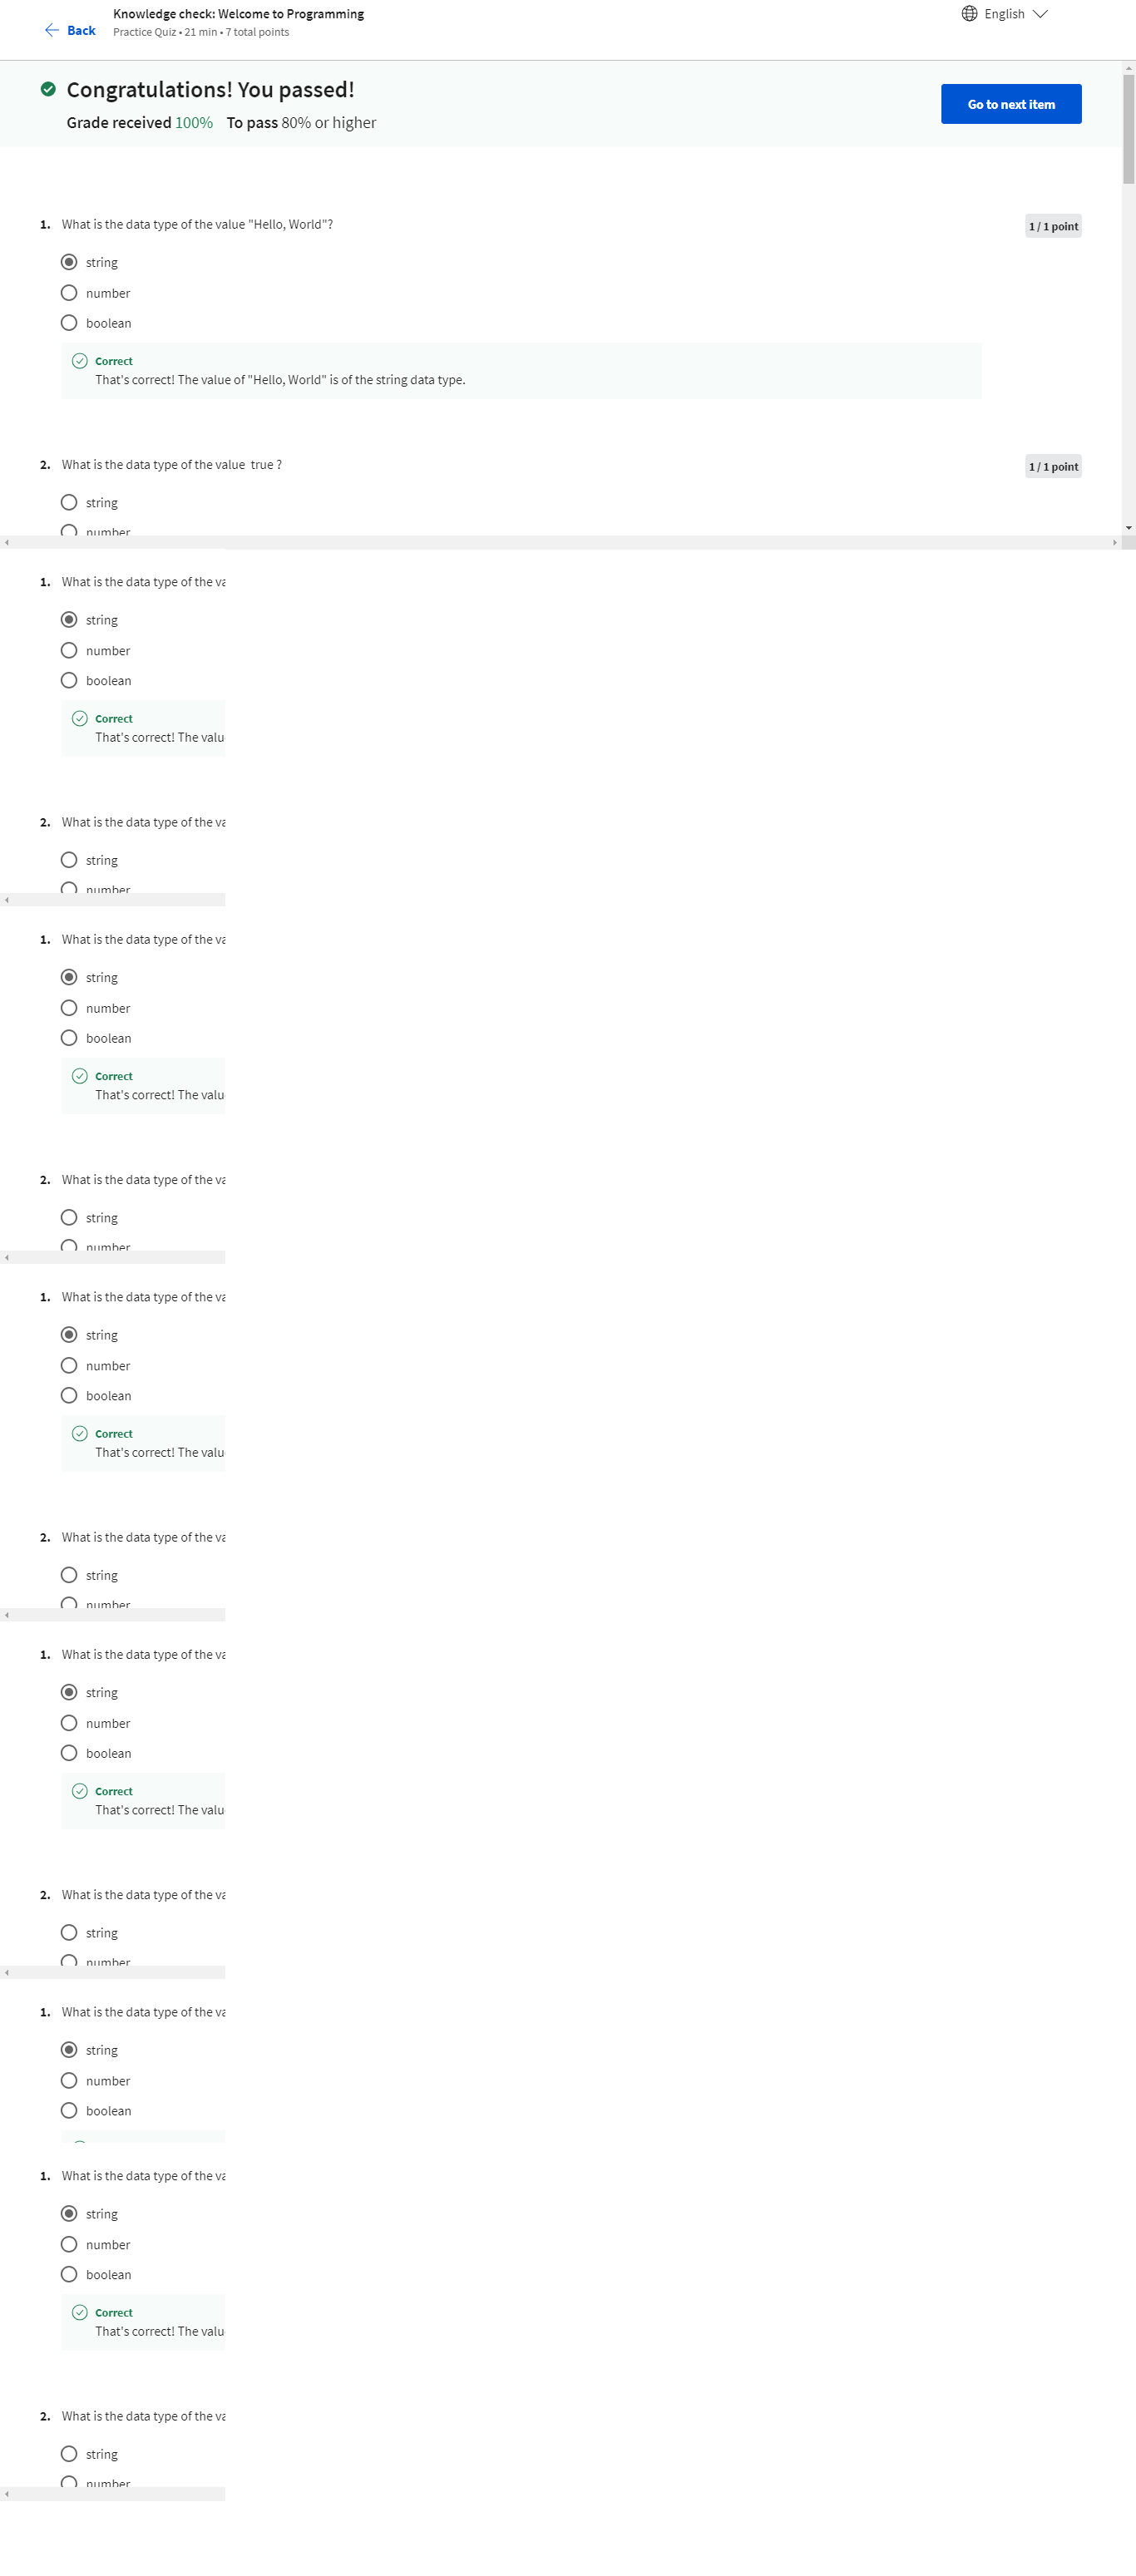 Back
Knowledge check: Welcome to Programming
Practice Quiz • 21 min • 7 total points
English
Congratulations! You passed!
Grade received 100% To pass 80% or higher
Go to next item
1. What is the data type of the value "Hello, World"?
1 / 1 point
string
number
boolean
Correct
That's correct! The value of "Hello, World" is of the string data type.
2. What is the data type of the value true ?
1 / 1 point
string
number
1. What is the data type of the va
string
number
boolean
Correct
That's correct! The valu
2. What is the data type of the va
string
number
1. What is the data type of the va
string
number
boolean
Correct
That's correct! The valu
2. What is the data type of the va
string
number
1. What is the data type of the va
string
number
boolean
Correct
That's correct! The valu
2. What is the data type of the va
string
number
1. What is the data type of the va
string
number
boolean
Correct
That's correct! The valu
2. What is the data type of the va
string
number
1. What is the data type of the va
string
number
boolean
1. What is the data type of the va
string
number
boolean
Correct
That's correct! The valu
2. What is the data type of the va
string
number